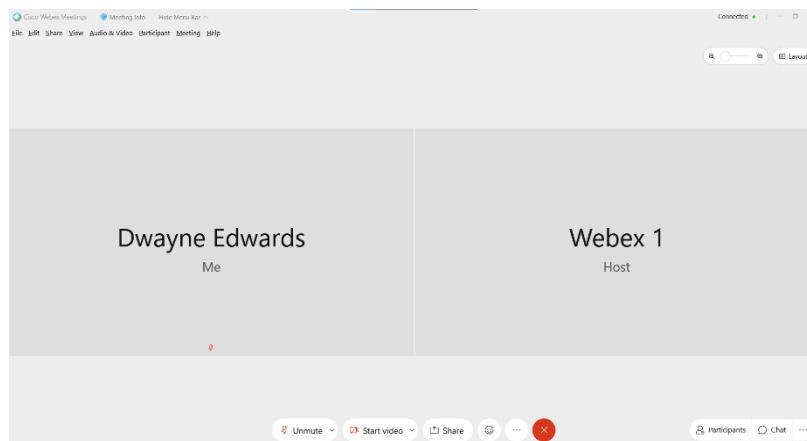 Cisco Webex Meetings Meeting Info Hide Menu Bar Connected
File Edit Share View Audio & Video Participant Meeting Help
Layout
Dwayne Edwards
Me
Webex 1
Host
Unmute Start video Share Participants Chat